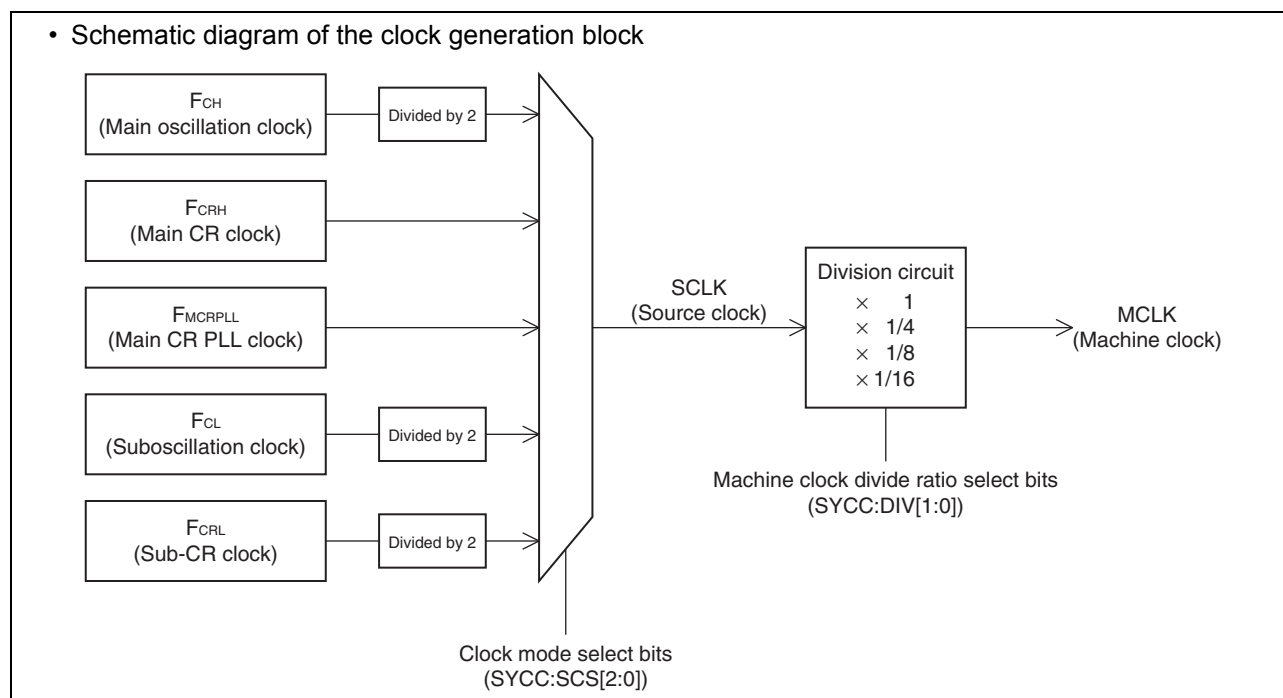 • Schematic diagram of the clock generation block
FCH
(Main oscillation clock)
Divided by 2
FCRH
(Main CR clock)
FMCRPLL
(Main CR PLL clock)
FCL
(Suboscillation clock)
Divided by 2
FCRL
(Sub-CR clock)
Divided by 2
Clock mode select bits
(SYCC:SCS[2:0])
SCLK
(Source clock)
Division circuit
× 1
× 1/4
× 1/8
× 1/16
Machine clock divide ratio select bits
(SYCC:DIV[1:0])
MCLK
(Machine clock)